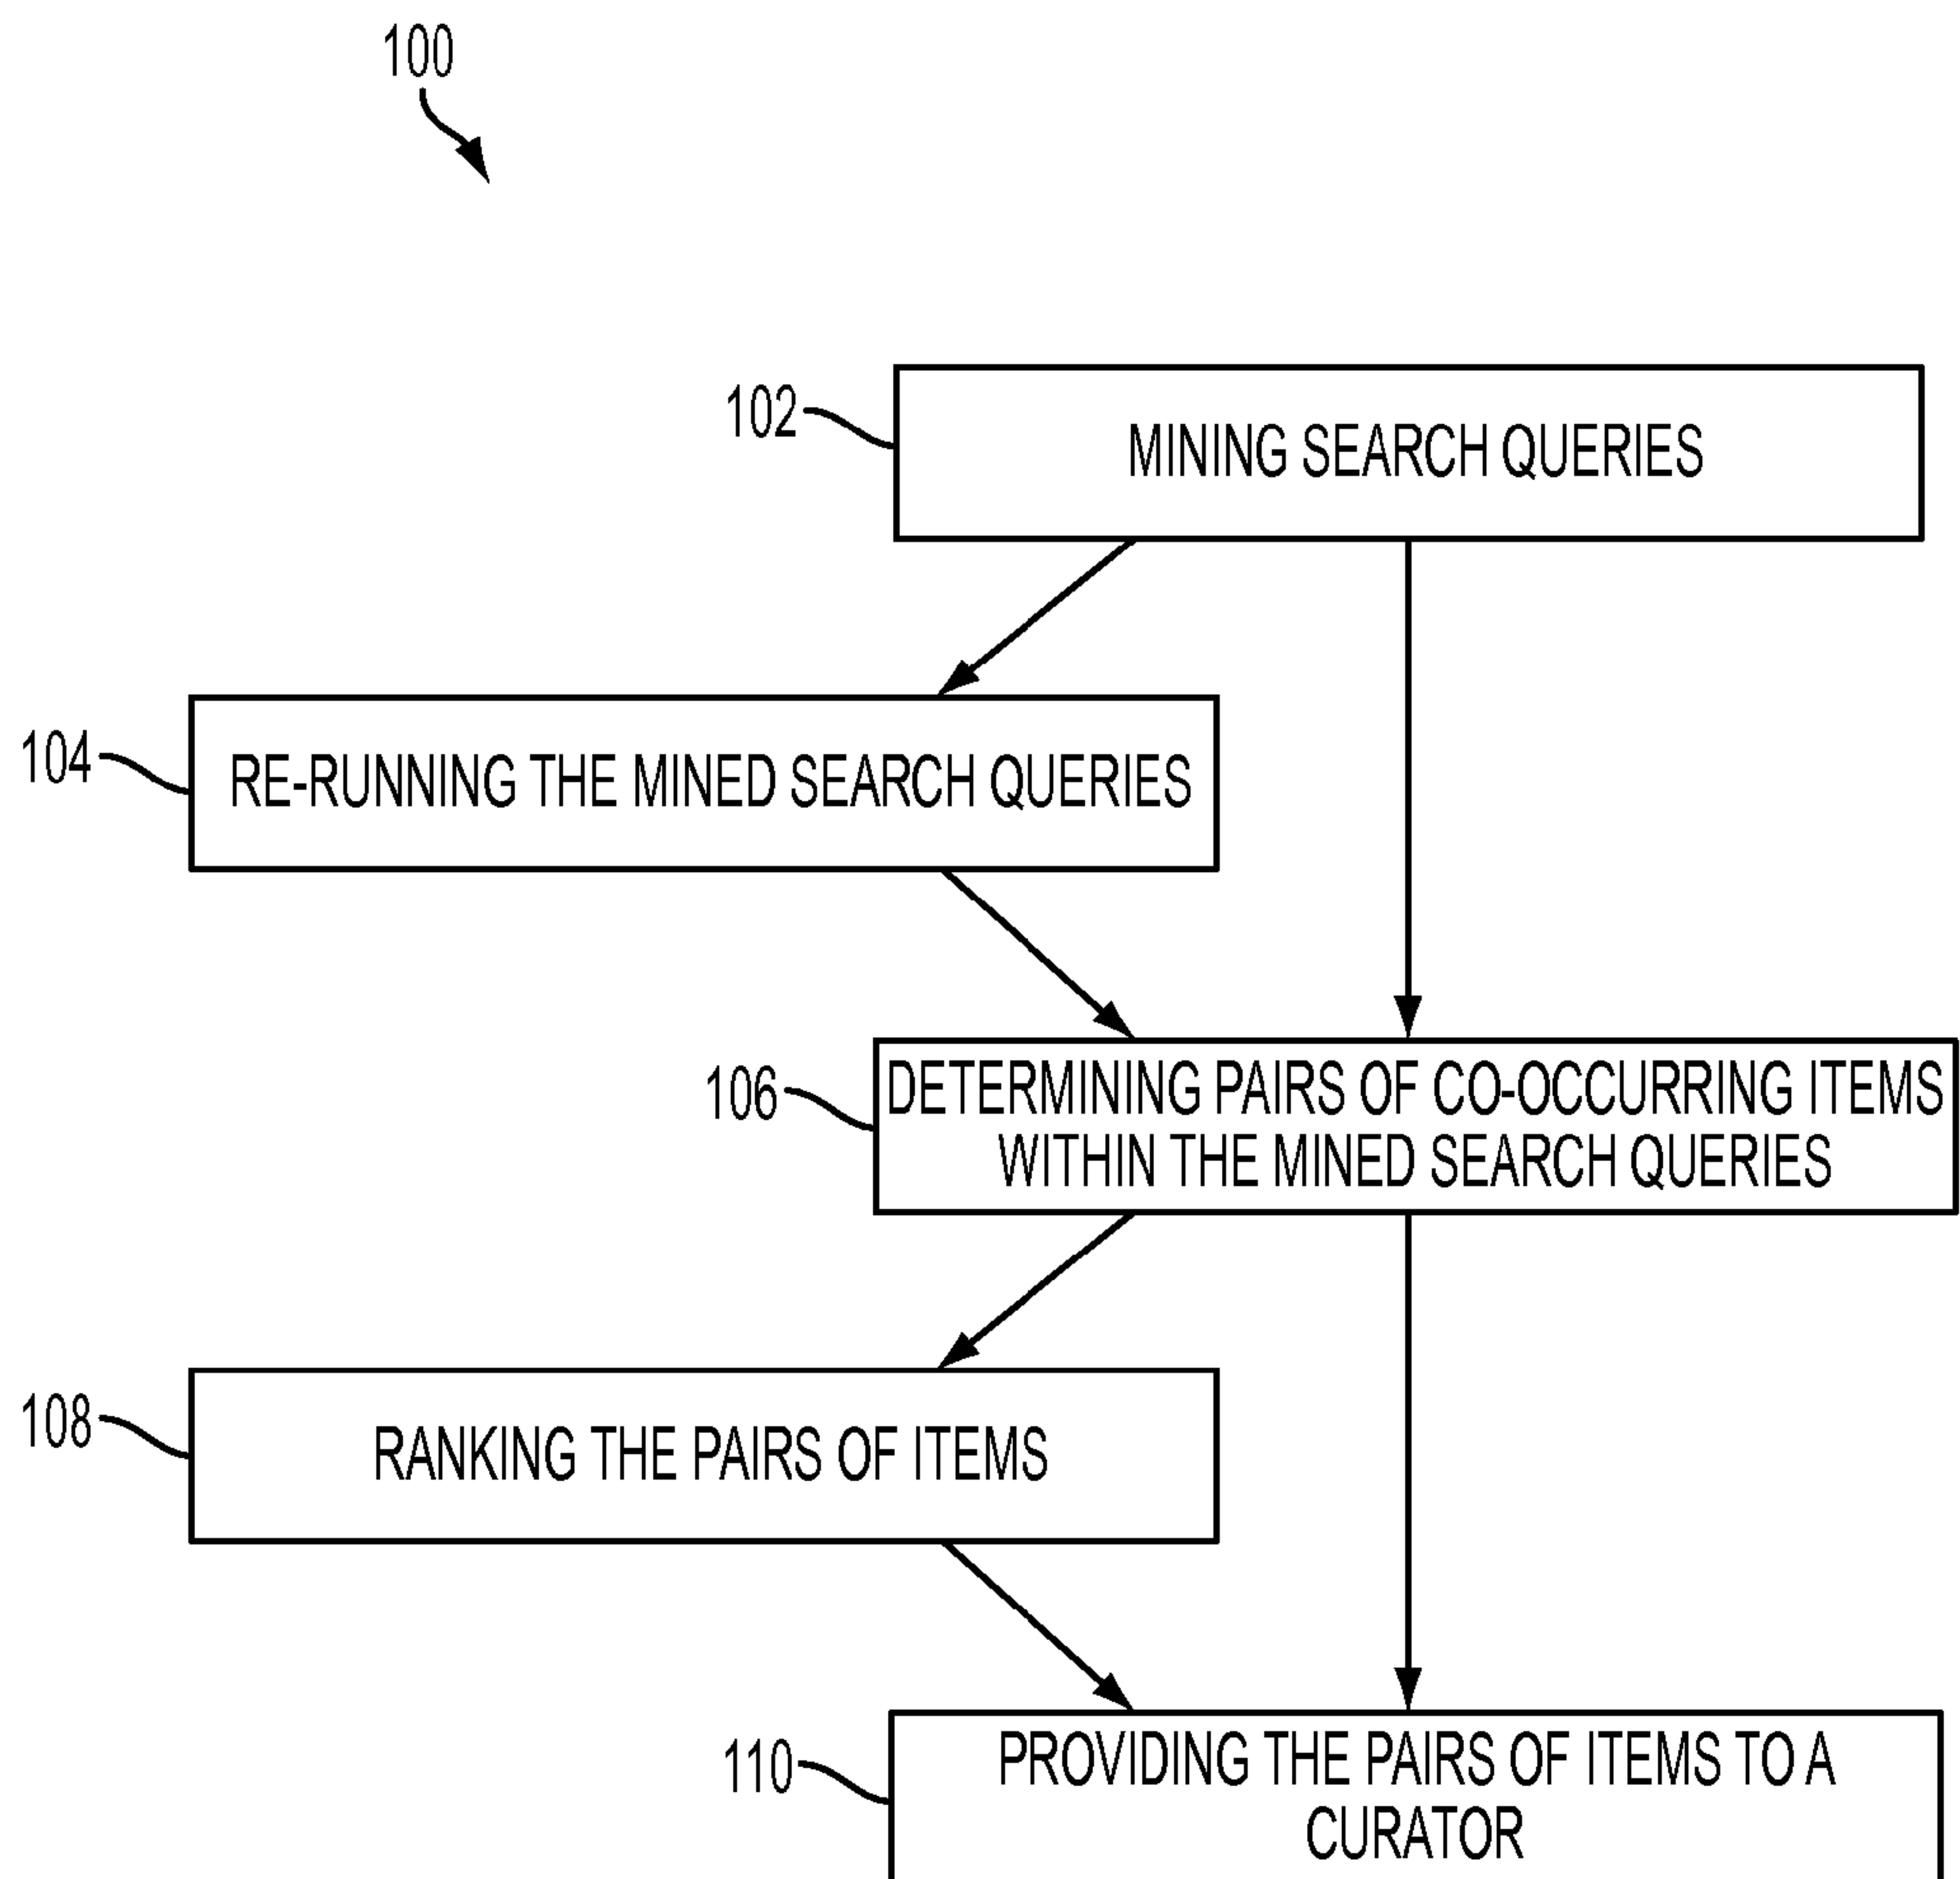 100
102
MINING SEARCH QUERIES
104
RE-RUNNING THE MINED SEARCH QUERIES
106
DETERMINING PAIRS OF CO-OCCURRING ITEMS
WITHIN THE MINED SEARCH QUERIES
108
RANKING THE PAIRS OF ITEMS
110
PROVIDING THE PAIRS OF ITEMS TO A
CURATOR